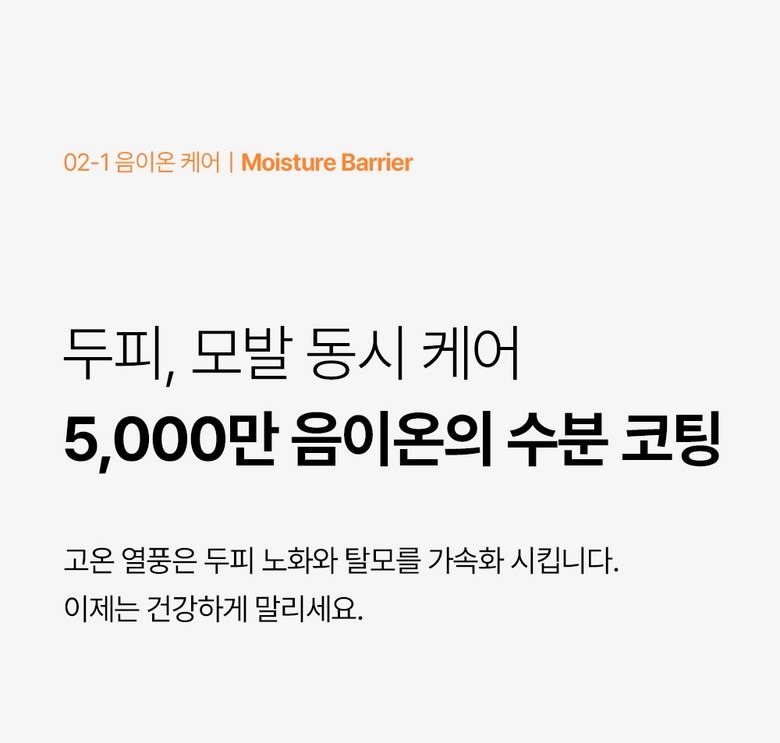 02-1 음이온 케어 | Moisture Barrier
두피, 모발 동시 케어
5,000만 음이온의 수분 코팅
고온 열풍은 두피 노화와 탈모를 가속화 시킵니다.
이제는 건강하게 말리세요.